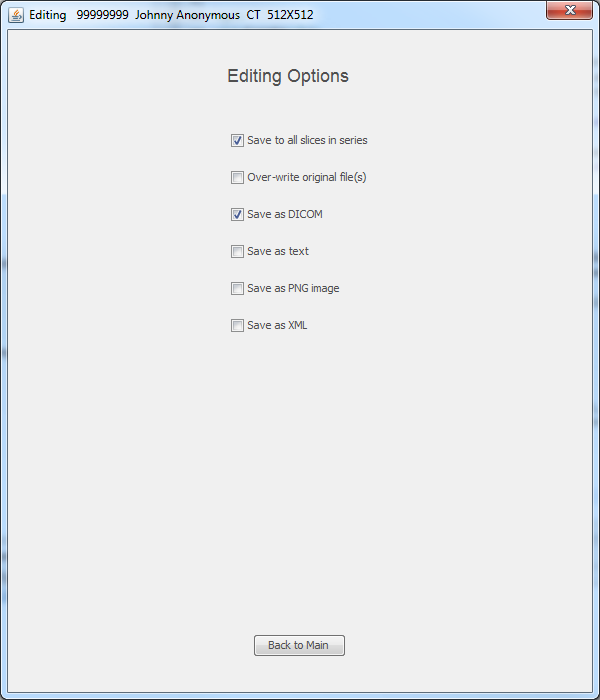 Editing 99999999 Johnny Anonymous CT 512X512
Editing Options
Save to all slices in series
Over-write original file(s)
Save as DICOM
Save as text
Save as PNG image
Save as XML
Back to Main